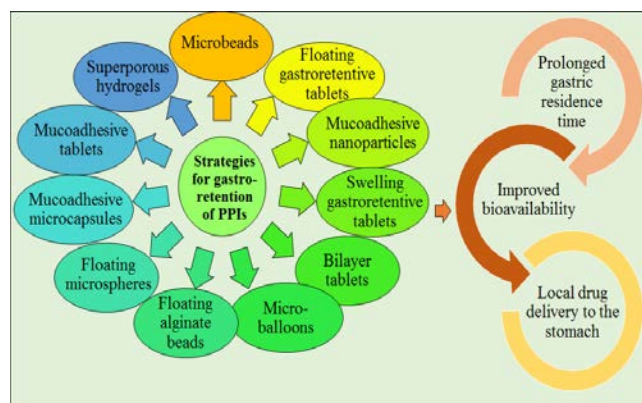 Microbeads
Floating
gastroretentive
tablets
Mucoadhesive
nanoparticles
Swelling
gastroretentive
tablets
Bilayer
tablets
Micro-
balloons
Floating
alginate
beads
Floating
microspheres
Mucoadhesive
microcapsules
Mucoadhesive
tablets
Superporous
hydrogels
Strategies
for gastro-
retention
of PPIs
Prolonged
gastric
residence
time
Improved
bioavailability
Local drug
delivery to the
stomach